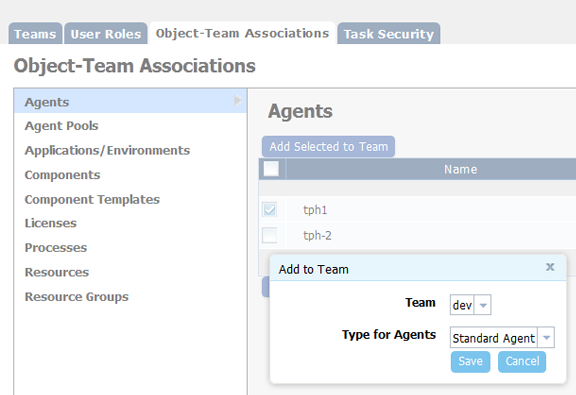 Teams User Roles Object-Team Associations Task Security
Object-Team Associations
Agents
Agent Pools
Applications/Environments
Components
Component Templates
Licenses
Processes
Resources
Resource Groups
Agents
Add Selected to Team
Name
tph1
tph-2
Add to Team x
Team dev
Type for Agents Standard Agent
Save Cancel